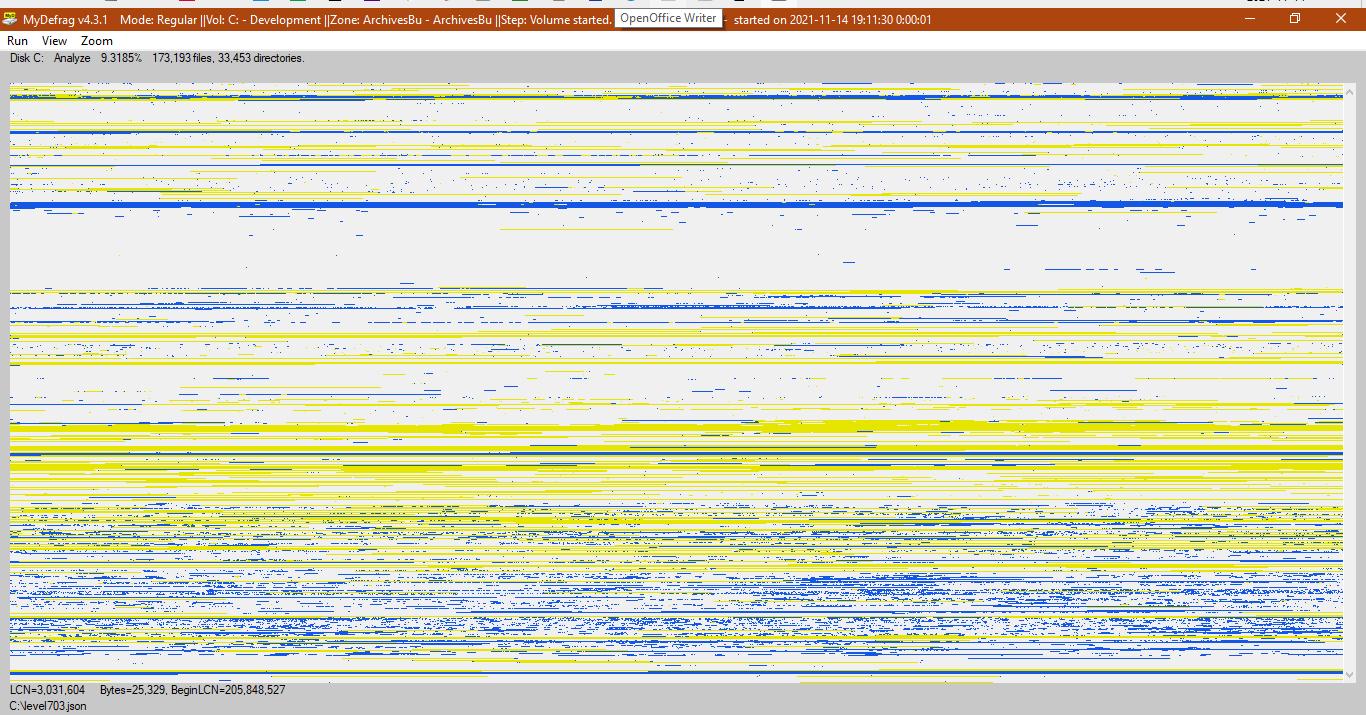 MyDefrag v4.3.1 Mode: Regular ||Vol: C: - Development ||Zone: ArchivesBu - ArchivesBu ||Step: Volume started. OpenOffice Writer - started on 2021-11-14 19:11:30 0:00:01
Run View Zoom
Disk C: Analyze 9.3185% 173,193 files, 33,453 directories.
LCN=3,031,604 Bytes=25,329, BeginLCN=205,848,527
C:\level703.json